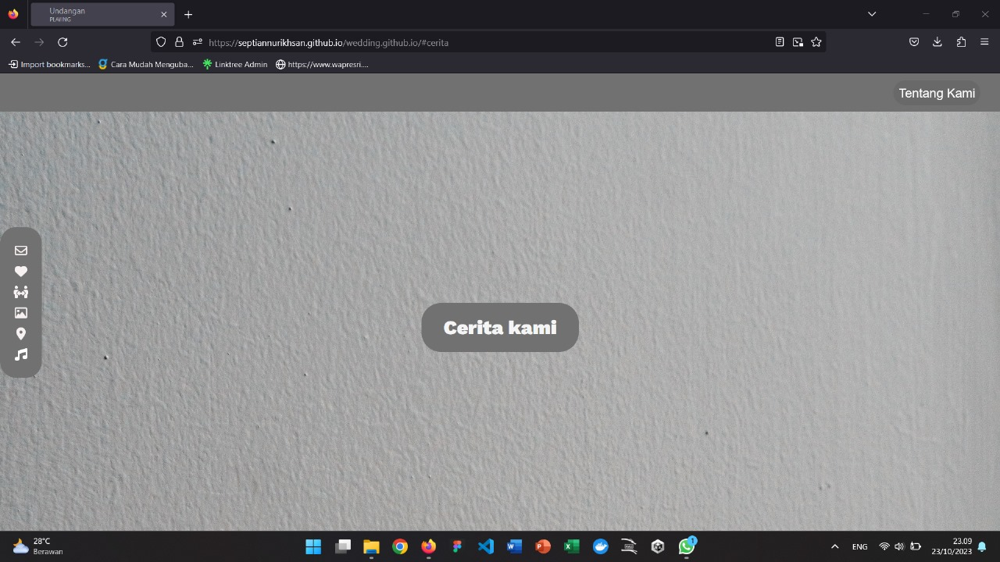 Undangan
PLAYING
https://septiannurikhsan.github.io/wedding.github.io/#cerita
Import bookmarks...
Cara Mudah Menguba...
Linktree Admin
https://www.wapresri....
Tentang Kami
Cerita kami
28°C
Berawan
1
ENG
23.09
23/10/2023